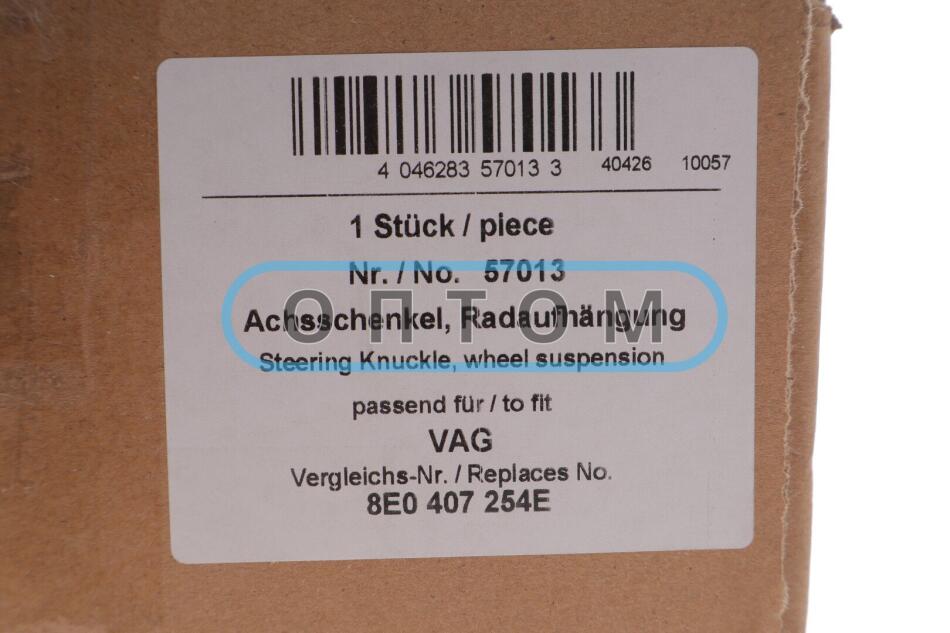 4 046283 57013 3 40426 10057
1 Stück / piece
Nr. / No. 57013
ОПТОМ
Achsschenkel, Radaufhängung
Steering Knuckle, wheel suspension
passend für / to fit
VAG
Vergleichs-Nr. / Replaces No.
8E0 407 254E